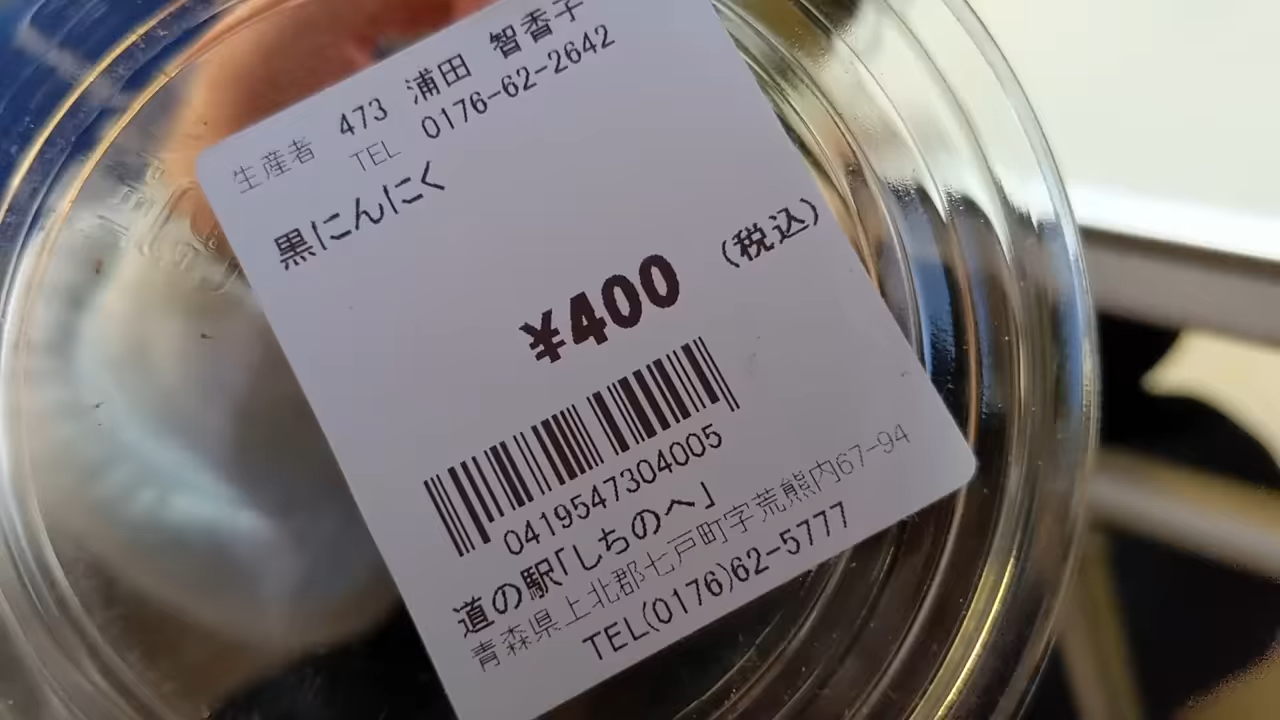 生産者 473 浦田 智香子
TEL 0176-62-2642
黒にんにく
¥400 (税込)
0419547304005
道の駅「しちのへ」
青森県上北郡七戸町字荒熊内67-94
TEL(0176)62-5777